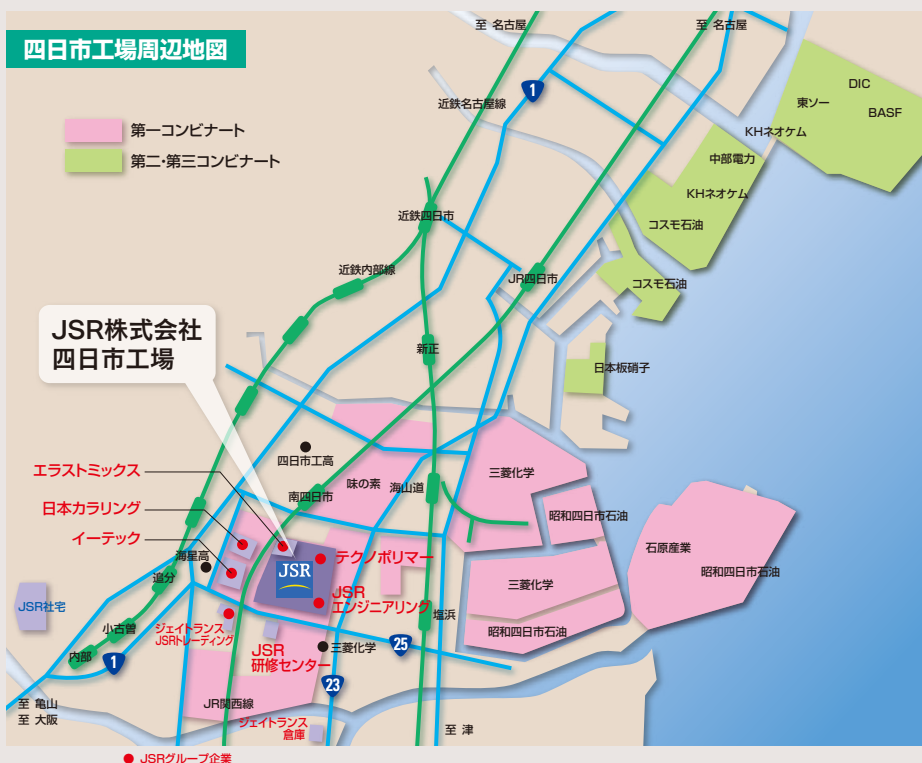 四日市工場周辺地図
第一コンビナート
第二・第三コンビナート
至 名古屋
至 名古屋
近鉄名古屋線
1
DIC
東ソー
BASF
KHネオケム
中部電力
KHネオケム
コスモ石油
コスモ石油
近鉄四日市
近鉄内部線
JR四日市
JSR株式会社
四日市工場
新正
日本板硝子
四日市工高
エラストミックス
日本カラリング
イーテック
南四日市
味の素
海山道
三菱化学
昭和四日市石油
石原産業
昭和四日市石油
海星高
JSR
テクノポリマー
追分
JSR
エンジニアリング
三菱化学
JSR社宅
小古曽
ジェイトランス
JSRトレーディング
塩浜
昭和四日市石油
内部
1
JSR
研修センター
三菱化学
25
23
至 亀山
至 大阪
JR関西線
ジェイトランス
倉庫
至 津
JSRグループ企業